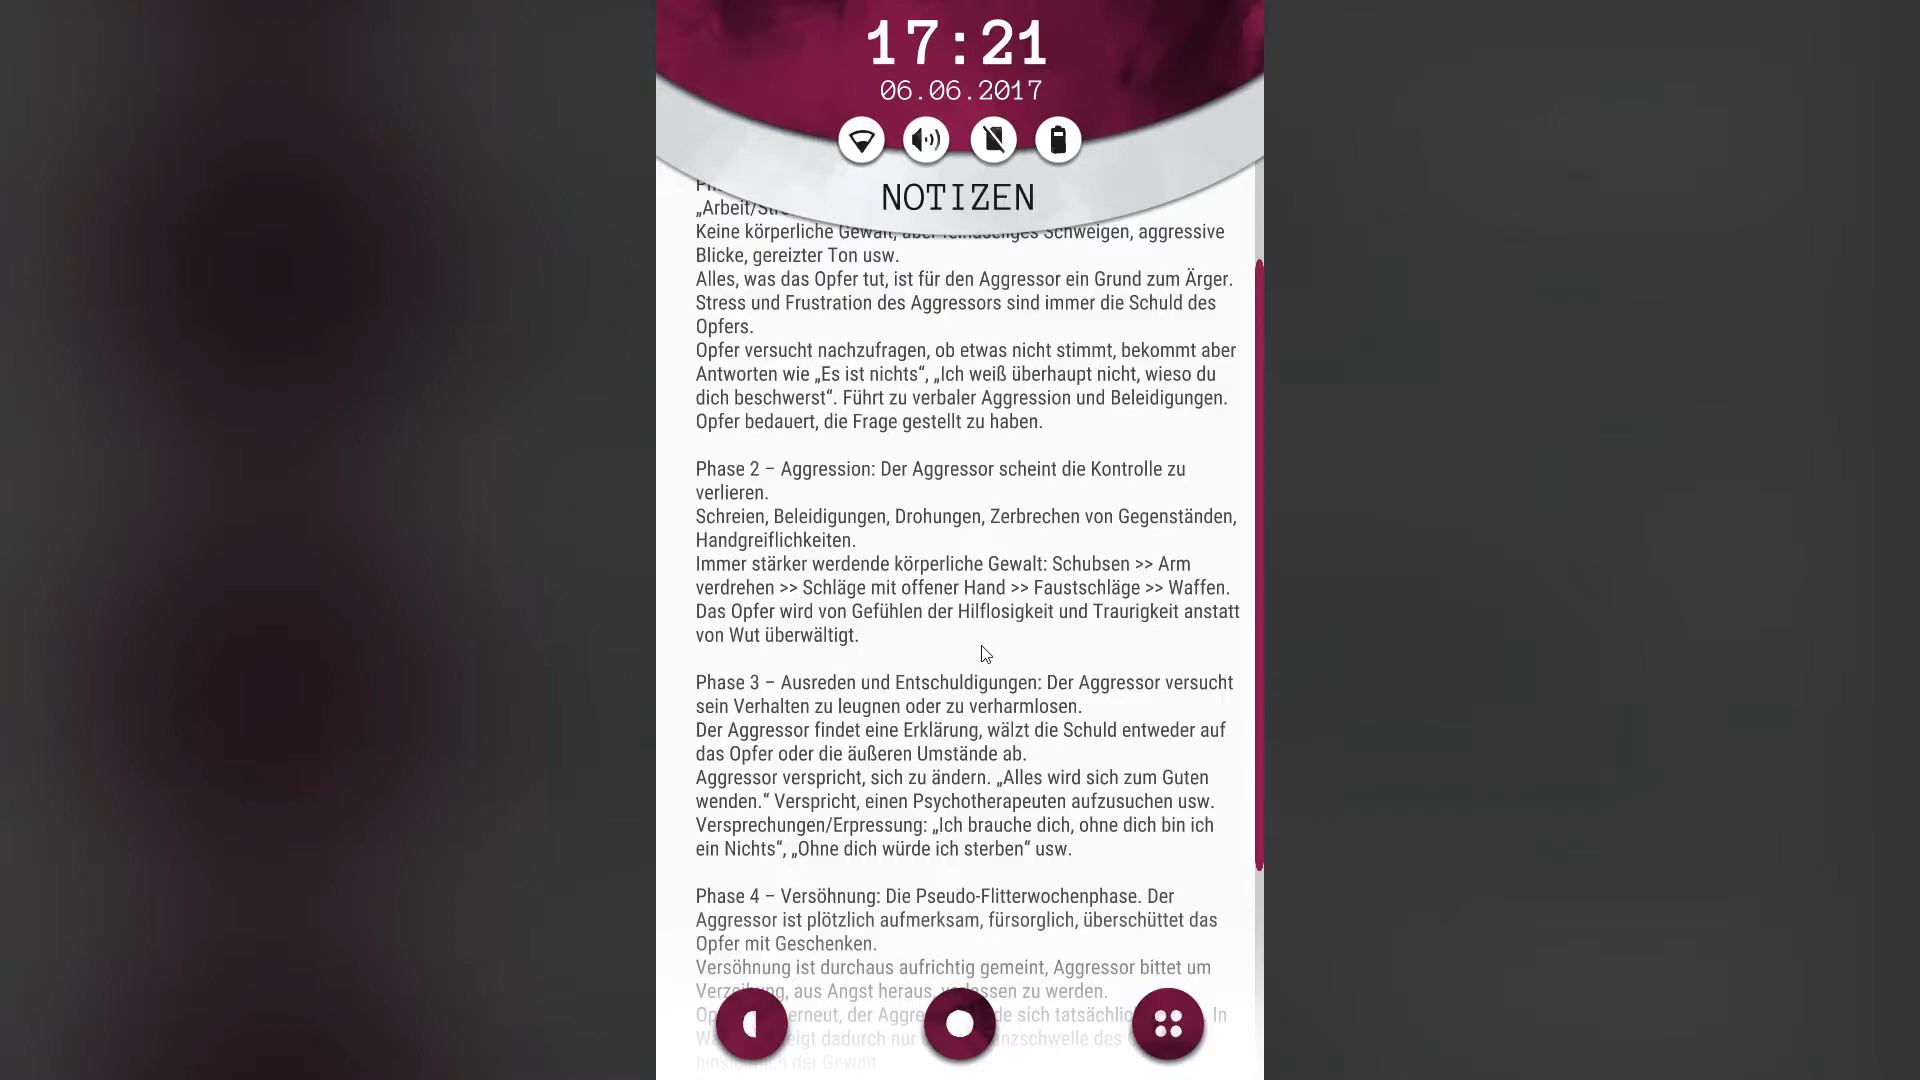 17:21
06.06.2017
NOTIZEN
„Arbeit/
Keine körperliche Gewalt, aber feindseliges Schweigen, aggressive
Blicke, gereizter Ton usw.
Alles, was das Opfer tut, ist für den Aggressor ein Grund zum Ärger.
Stress und Frustration des Aggressors sind immer die Schuld des
Opfers.
Opfer versucht nachzufragen, ob etwas nicht stimmt, bekommt aber
Antworten wie „Es ist nichts“, „Ich weiß überhaupt nicht, wieso du
dich beschwerst“. Führt zu verbaler Aggression und Beleidigungen.
Opfer bedauert, die Frage gestellt zu haben.
Phase 2 – Aggression: Der Aggressor scheint die Kontrolle zu
verlieren.
Schreien, Beleidigungen, Drohungen, Zerbrechen von Gegenständen,
Handgreiflichkeiten.
Immer stärker werdende körperliche Gewalt: Schubsen >> Arm
verdrehen >> Schläge mit offener Hand >> Faustschläge >> Waffen.
Das Opfer wird von Gefühlen der Hilflosigkeit und Traurigkeit anstatt
von Wut überwältigt.
Phase 3 – Ausreden und Entschuldigungen: Der Aggressor versucht
sein Verhalten zu leugnen oder zu verharmlosen.
Der Aggressor findet eine Erklärung, wälzt die Schuld entweder auf
das Opfer oder die äußeren Umstände ab.
Aggressor verspricht, sich zu ändern. „Alles wird sich zum Guten
wenden.“ Verspricht, einen Psychotherapeuten aufzusuchen usw.
Versprechungen/Erpressung: „Ich brauche dich, ohne dich bin ich
ein Nichts“, „Ohne dich würde ich sterben“ usw.
Phase 4 – Versöhnung: Die Pseudo-Flitterwochenphase. Der
Aggressor ist plötzlich aufmerksam, fürsorglich, überschüttet das
Opfer mit Geschenken.
Versöhnung ist durchaus aufrichtig gemeint, Aggressor bittet um
Verzeihung, aus Angst heraus, verlassen zu werden.
erneut, der sich In
dadurch nur des
der Gewalt.